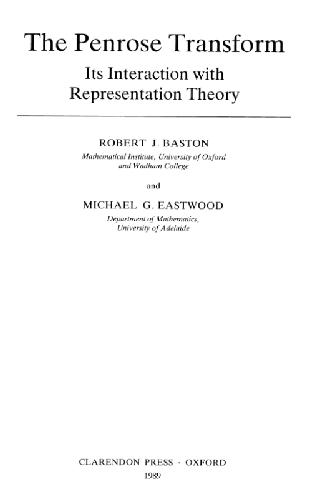 The Penrose Transform
Its Interaction with
Representation Theory
ROBERT J. BASTON
Mathematical Institute, University of Oxford
and Wadham College
and
MICHAEL G. EASTWOOD
Department of Mathematics,
University of Adelaide
CLARENDON PRESS · OXFORD
1989